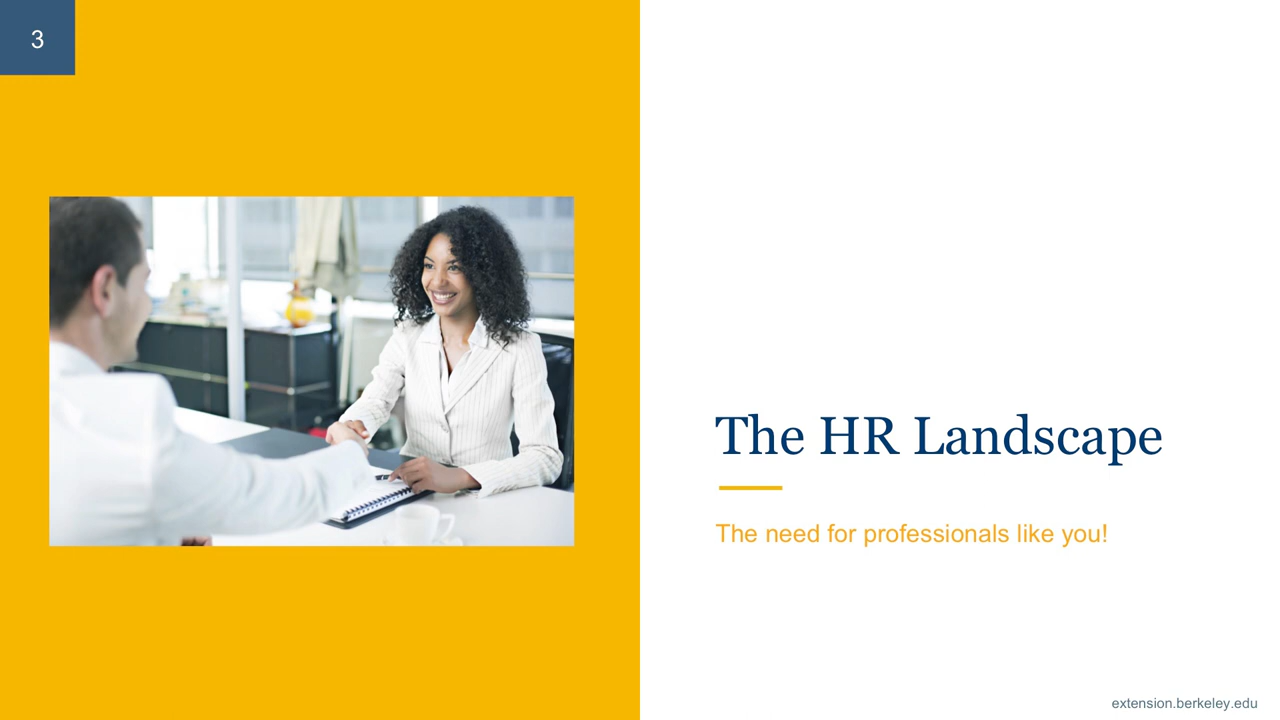 3
The HR Landscape
The need for professionals like you!
extension.berkeley.edu